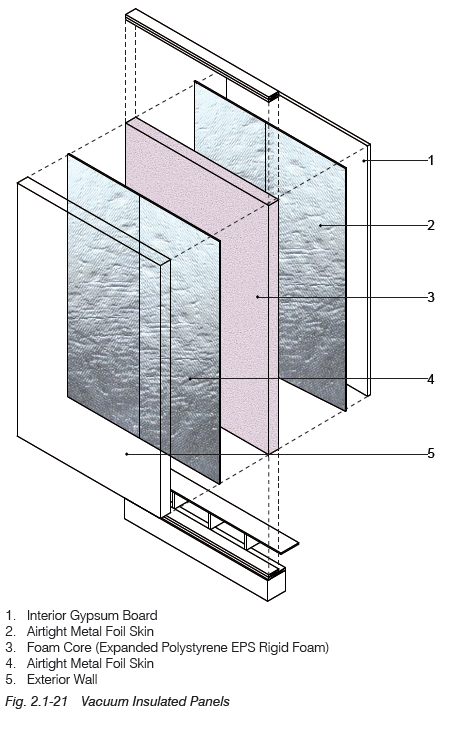 1
2
3
4
5
1. Interior Gypsum Board
2. Airtight Metal Foil Skin
3. Foam Core (Expanded Polystyrene EPS Rigid Foam)
4. Airtight Metal Foil Skin
5. Exterior Wall
Fig. 2.1-21 Vacuum Insulated Panels